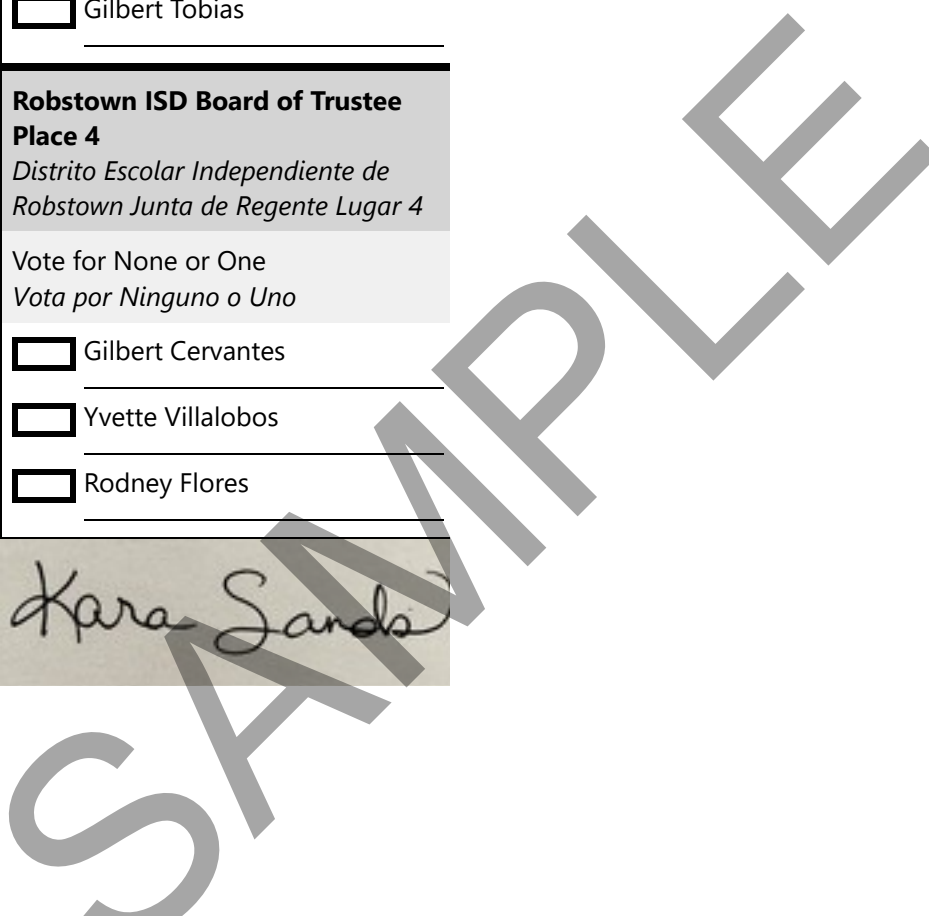 Gilbert Tobias
Robstown ISD Board of Trustee
Place 4
Distrito Escolar Independiente de
Robstown Junta de Regente Lugar 4
Vote for None or One
Vota por Ninguno o Uno
Gilbert Cervantes
Yvette Villalobos
Rodney Flores
Kara Sands
SAMPLE